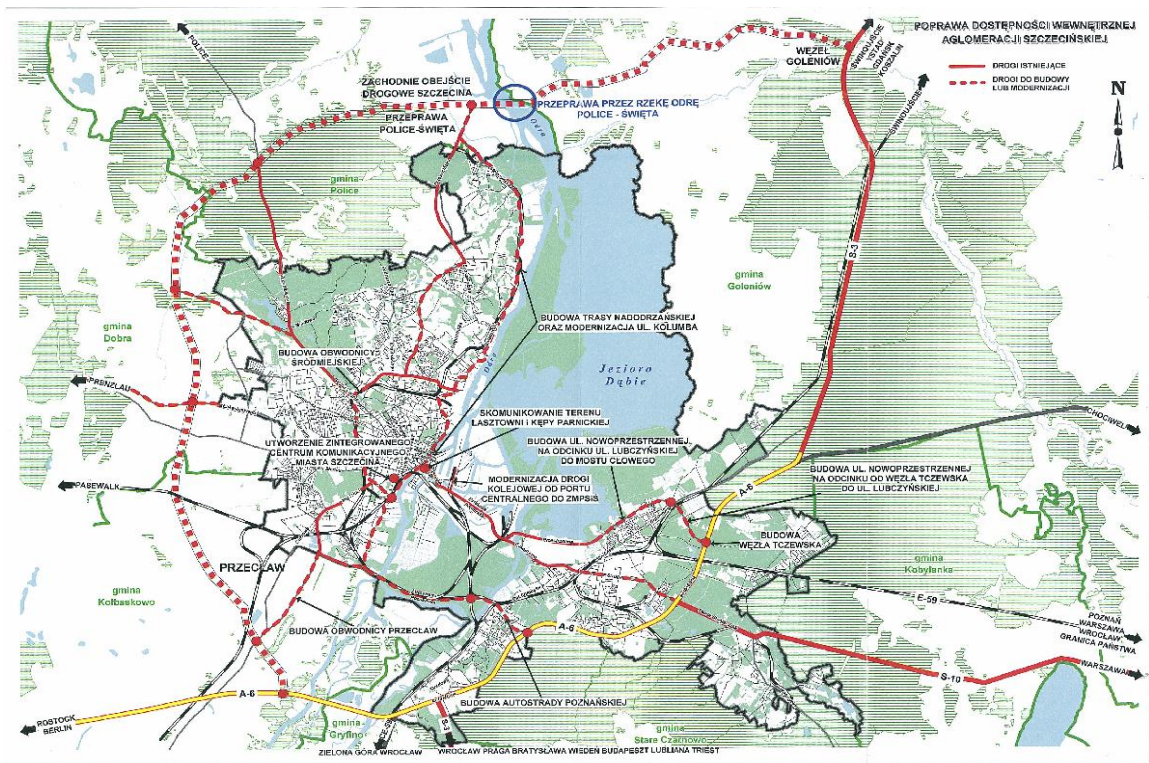 POPRAWA DOSTĘPNOŚCI WEWNĘTRZNEJ
AGLOMERACJI SZCZECIŃSKIEJ
DROGI ISTNIEJĄCE
DROGI DO BUDOWY
LUB MODERNIZACJI
N
POLICE
WĘZEŁ
GOLENIÓW
ŚWINOUJŚCIE
YSTAD
GDAŃSK
KOSZALIN
ŚWINOUJŚCIE
ZACHODNIE OBEJŚCIE
DROGOWE SZCZECINA
PRZEPRAWA
POLICE-ŚWIĘTA
PRZEPRAWA PRZEZ RZEKĘ ODRĘ
POLICE - ŚWIĘTA
Odra
gmina
Police
S-3
gmina
Goleniów
gmina
Dobra
BUDOWA TRASY NADODRZAŃSKIEJ
ORAZ MODERNIZACJA UL. KOLUMBA
BUDOWA OBWODNICY
ŚRÓDMIEJSKIEJ
Odra
Jezioro
Dąbie
PRENZLAU
SKOMUNIKOWANIE TERENU
ŁASZTOWNI i KĘPY PARNICKIEJ
CHOCIWEL
UTWORZENIE ZINTEGROWANEGO
CENTRUM KOMUNIKACYJNEGO
MIASTA SZCZECINA
BUDOWA UL. NOWOPRZESTRZENNEJ
NA ODCINKU UL. LUBCZYŃSKIEJ
DO MOSTU CŁOWEGO
PASEWALK
MODERNIZACJA DROGI
KOLEJOWEJ OD PORTU
CENTRALNEGO DO ZMPSiŚ
A-6
BUDOWA UL. NOWOPRZESTRZENNEJ
NA ODCINKU OD WĘZŁA TCZEWSKA
DO UL. LUBCZYŃSKIEJ
BUDOWA
WĘZŁA TCZEWSKA
PRZECŁAW
gmina
Kobylanka
gmina
Kołbaskowo
E-59
POZNAŃ
WARSZAWA
WROCŁAW
GRANICA PAŃSTWA
BUDOWA OBWODNICY PRZECŁAW
A-6
S-10
WARSZAWA
A-6
BUDOWA AUTOSTRADY POZNAŃSKIEJ
ROSTOCK
BERLIN
gmina
Gryfino
S-3
gmina
Stare Czarnowo
ZIELONA GÓRA WROCŁAW
WROCŁAW PRAGA BRATYSŁAWA WIEDEŃ BUDAPESZT LUBLIANA TRIEST